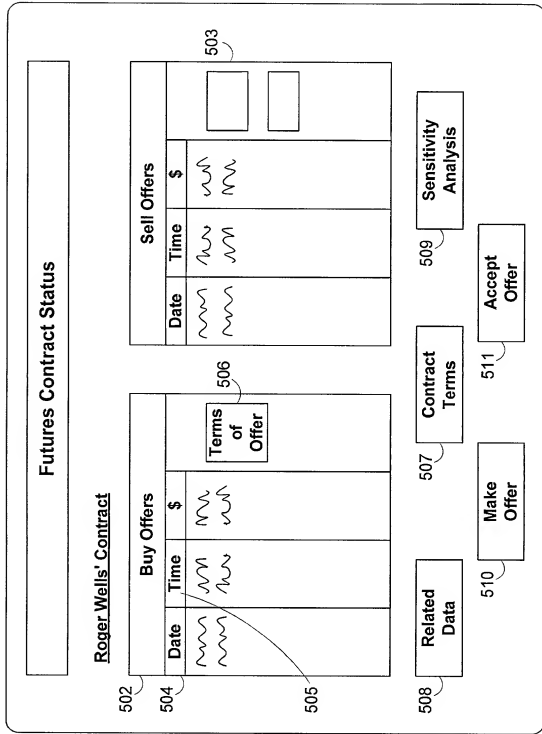 Futures Contract Status
Roger Wells' Contract
502
Buy Offers
504
Date Time $
505
Terms
of
Offer
506
Sell Offers
Date Time $
503
508
Related
Data
507
Contract
Terms
509
Sensitivity
Analysis
510
Make
Offer
511
Accept
Offer